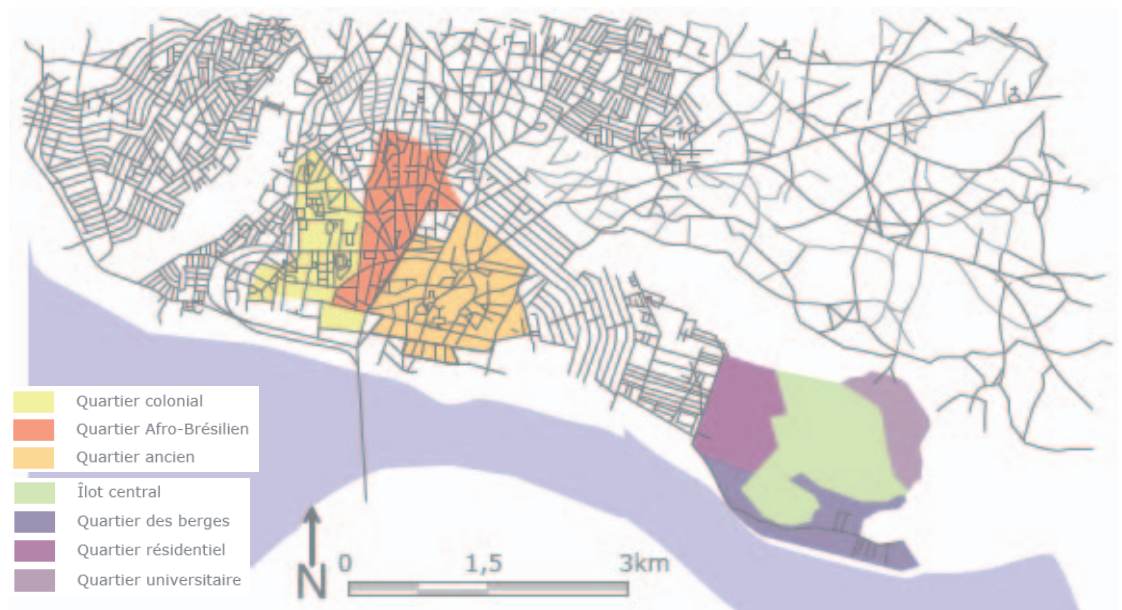 Quartier colonial
Quartier Afro-Brésilien
Quartier ancien
Îlot central
Quartier des berges
Quartier résidentiel
Quartier universitaire
N
0 1,5 3km